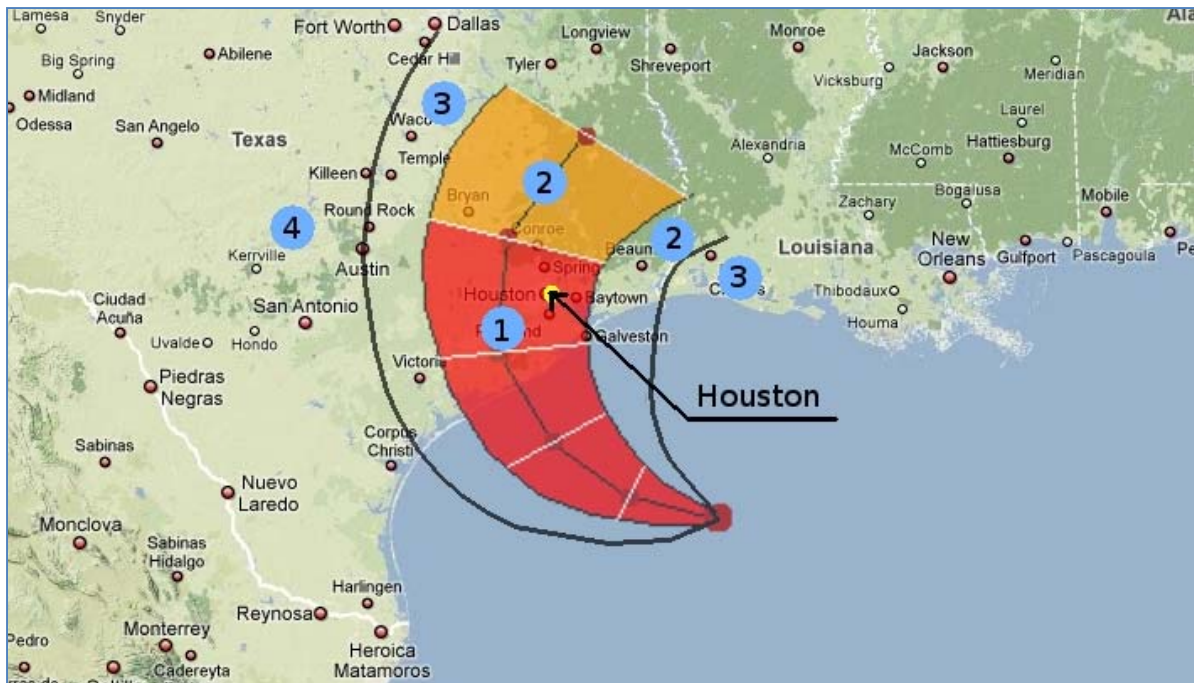 Lamesa
Snyder
Fort Worth
Dallas
Longview
Monroe
Abilene
Cedar Hill
Jackson
Big Spring
Tyler
Shreveport
Vicksburg
Meridian
Midland
Odessa
3
Laurel
San Angelo
Texas
Temple
Alexandria
McComb
Hattiesburg
Killeen
2
Bryan
Bogalusa
Mobile
Round Rock
Zachary
4
2
Louisiana
New
Orleans
Gulfport
Pascagoula
Kerrville
Austin
Spring
3
Ciudad
Acuña
San Antonio
Houston
Baytown
Thibodaux
Houma
1
Galveston
Uvalde
Hondo
Piedras
Negras
Houston
Corpus
Christi
Sabinas
Nuevo
Laredo
Monclova
Sabinas
Hidalgo
Harlingen
Reynosa
Monterrey
Heroica
Matamoros
Cadereyta